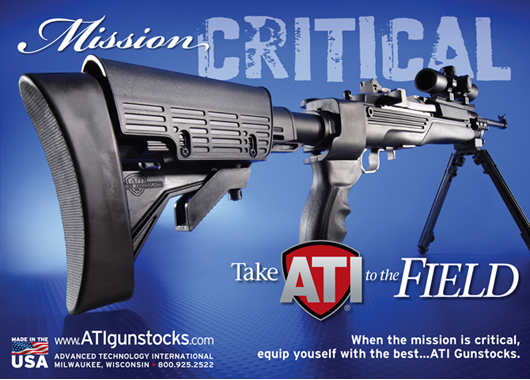 Mission CRITICAL
ATI
Take ATI to the FIELD
MADE IN THE
USA
www.ATIgunstocks.com
ADVANCED TECHNOLOGY INTERNATIONAL
MILWAUKEE, WISCONSIN • 800.925.2522
When the mission is critical,
equip youself with the best...ATI Gunstocks.